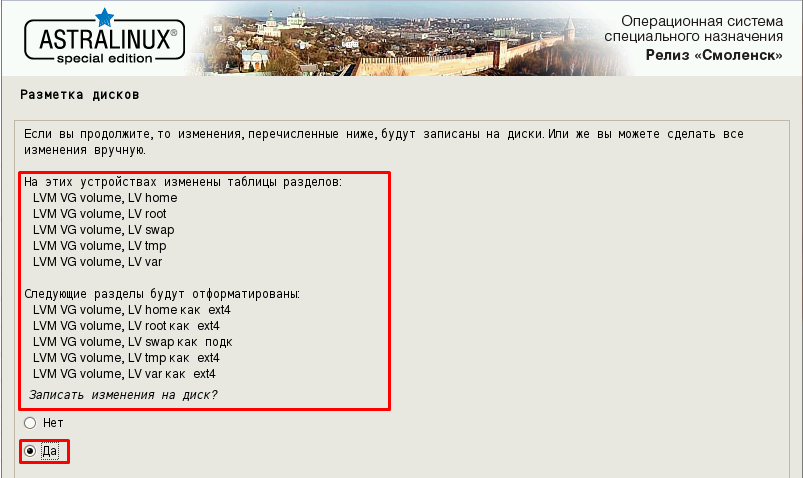 ASTRALINUX®
special edition
Операционная система
специального назначения
Релиз «Смоленск»
Разметка дисков
Если вы продолжите, то изменения, перечисленные ниже, будут записаны на диски. Или же вы можете сделать все
изменения вручную.
На этих устройствах изменены таблицы разделов:
LVM VG volume, LV home
LVM VG volume, LV root
LVM VG volume, LV swap
LVM VG volume, LV tmp
LVM VG volume, LV var
Следующие разделы будут отформатированы:
LVM VG volume, LV home как ext4
LVM VG volume, LV root как ext4
LVM VG volume, LV swap как подк
LVM VG volume, LV tmp как ext4
LVM VG volume, LV var как ext4
Записать изменения на диск?
Нет
Да